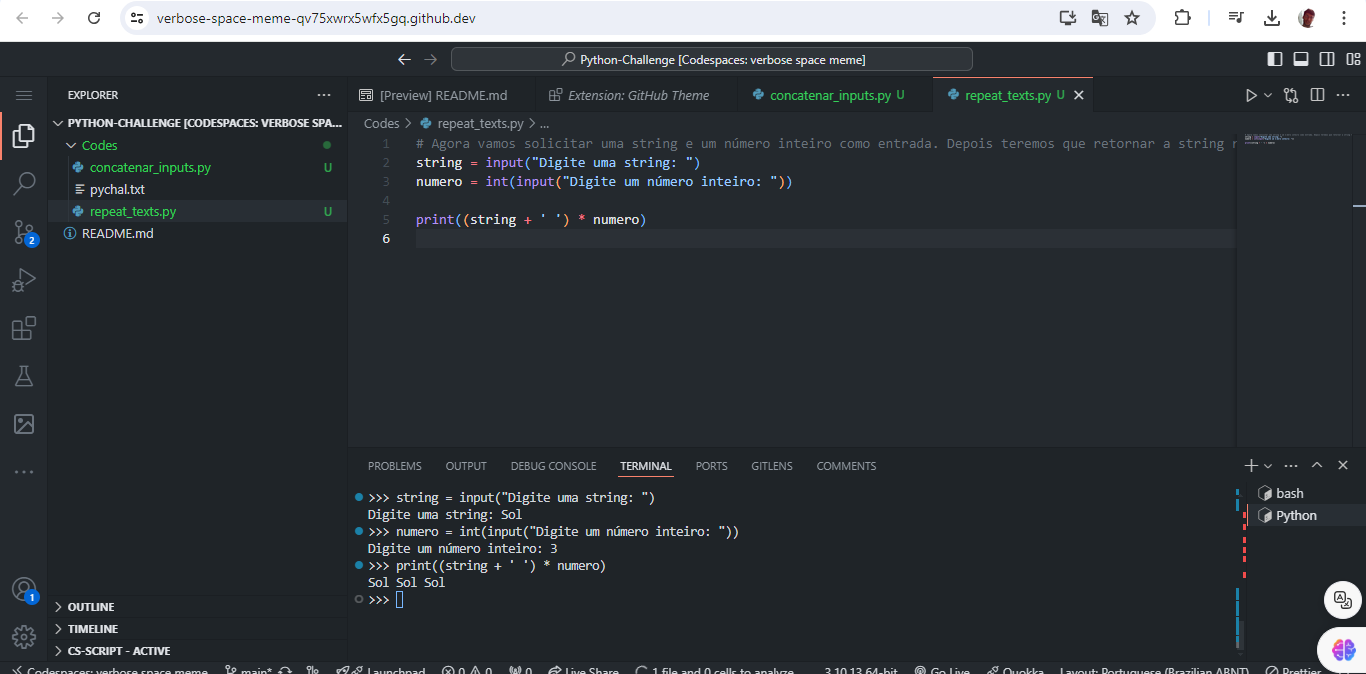 verbose-space-meme-qv75xwrx5wfx5gq.github.dev
Python-Challenge [Codespaces: verbose space meme]
EXPLORER
[Preview] README.md
Extension: GitHub Theme
concatenar_inputs.py U
repeat_texts.py U
PYTHON-CHALLENGE [CODESPACES: VERBOSE SPA...
Codes
concatenar_inputs.py U
pychal.txt
repeat_texts.py U
README.md
2
1
Codes > repeat_texts.py > ...
1 # Agora vamos solicitar uma string e um número inteiro como entrada. Depois teremos que retornar a string r
2 string = input("Digite uma string: ")
3 numero = int(input("Digite um número inteiro: "))
4
5 print((string + ' ') * numero)
6
PROBLEMS OUTPUT DEBUG CONSOLE TERMINAL PORTS GITLENS COMMENTS
>>> string = input("Digite uma string: ")
Digite uma string: Sol
>>> numero = int(input("Digite um número inteiro: "))
Digite um número inteiro: 3
>>> print((string + ' ') * numero)
Sol Sol Sol
>>>
bash
Python
OUTLINE
TIMELINE
CS-SCRIPT - ACTIVE
Codespaces: verbose space meme main* Launchpad 0 0 0 Live Share 1 file and 0 cells to analyze 3.10.13 64-bit Go Live Quokka Layout: Portuguese (Brazilian ABNT) Prettier